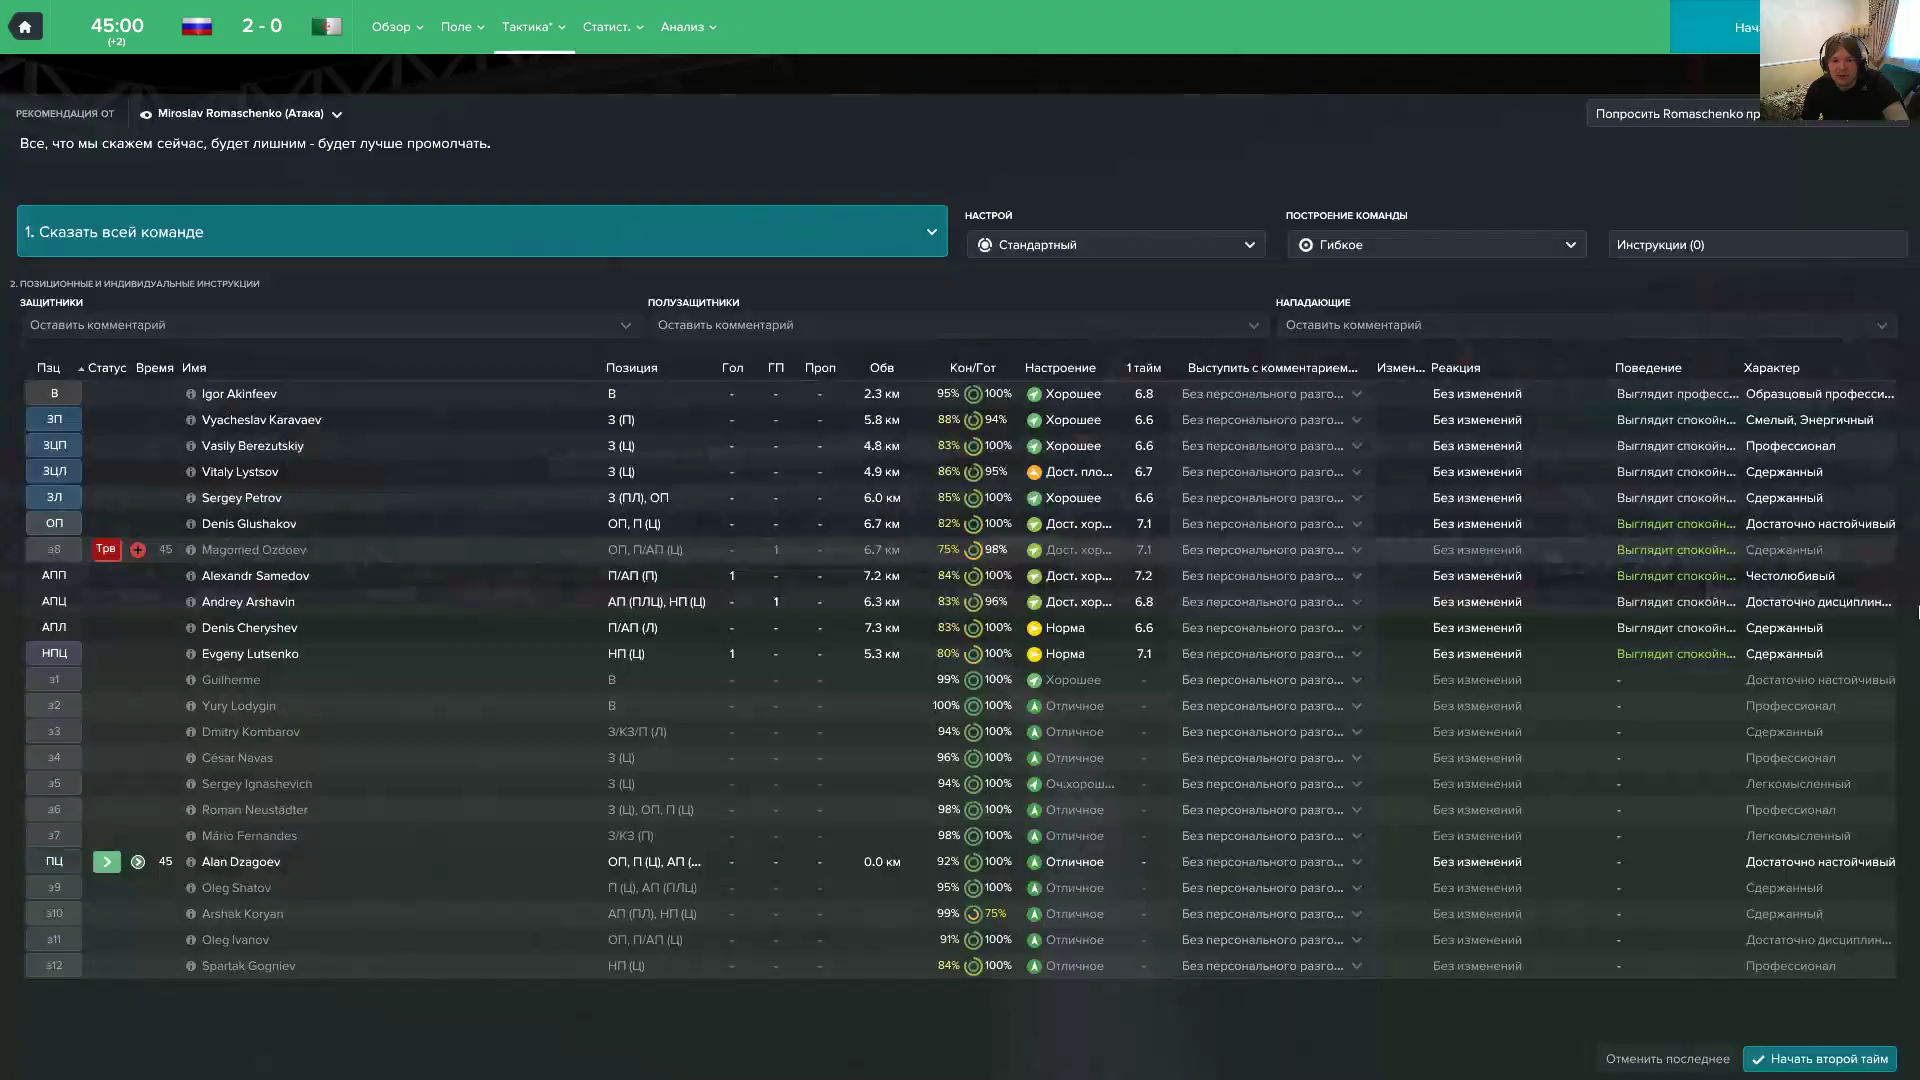 45:00
(+2)
2 - 0
Обзор
Поле
Тактика*
Статист.
Анализ
РЕКОМЕНДАЦИЯ ОТ
Miroslav Romaschenko (Атака)
Попросить Romaschenko
Все, что мы скажем сейчас, будет лишним - будет лучше промолчать.
1. Сказать всей команде
НАСТРОЙ
Стандартный
ПОСТРОЕНИЕ КОМАНДЫ
Гибкое
Инструкции (0)
2. ПОЗИЦИОННЫЕ И ИНДИВИДУАЛЬНЫЕ ИНСТРУКЦИИ
ЗАЩИТНИКИ ПОЛУЗАЩИТНИКИ НАПАДАЮЩИЕ
Оставить комментарий Оставить комментарий Оставить комментарий
Пзц Статус Время Имя Позиция Гол ГП Проп Обв Кон/Гот Настроение 1 тайм Выступить с комментарием... Измен... Реакция Поведение Характер
В Igor Akinfeev В - - - 2.3 км 95% 100% Хорошее 6.8 Без персонального разго... Без изменений Выглядит професс... Образцовый професси...
ЗП Vyacheslav Karavaev З (П) - - - 5.8 км 88% 94% Хорошее 6.6 Без персонального разго... Без изменений Выглядит спокойн... Смелый, Энергичный
ЗЦП Vasily Berezutskiy З (Ц) - - - 4.8 км 83% 100% Хорошее 6.6 Без персонального разго... Без изменений Выглядит спокойн... Профессионал
ЗЦЛ Vitaly Lystsov З (Ц) - - - 4.9 км 86% 95% Дост. пло... 6.7 Без персонального разго... Без изменений Выглядит спокойн... Сдержанный
ЗЛ Sergey Petrov З (ПЛ), ОП - - - 6.0 км 85% 100% Хорошее 6.6 Без персонального разго... Без изменений Выглядит спокойн... Сдержанный
ОП Denis Glushakov ОП, П (Ц) - - - 6.7 км 82% 100% Дост. хор... 7.1 Без персонального разго... Без изменений Выглядит спокойн... Достаточно настойчивый
з8 Трв 45 Magomed Ozdoev ОП, П/АП (Ц) - 1 - 6.7 км 75% 98% Дост. хор... 7.1 Без персонального разго... Без изменений Выглядит спокойн... Сдержанный
АПП Alexandr Samedov П/АП (П) 1 - - 7.2 км 84% 100% Дост. хор... 7.2 Без персонального разго... Без изменений Выглядит спокойн... Честолюбивый
АПЦ Andrey Arshavin АП (ПЛЦ), НП (Ц) - 1 - 6.3 км 83% 96% Дост. хор... 6.8 Без персонального разго... Без изменений Выглядит спокойн... Достаточно дисциплин...
АПЛ Denis Cheryshev П/АП (Л) - - - 7.3 км 83% 100% Норма 6.6 Без персонального разго... Без изменений Выглядит спокойн... Сдержанный
НПЦ Evgeny Lutsenko НП (Ц) 1 - - 5.3 км 80% 100% Норма 7.1 Без персонального разго... Без изменений Выглядит спокойн... Сдержанный
з1 Guilherme В - - - 99% 100% Хорошее - Без персонального разго... Без изменений - Достаточно настойчивый
з2 Yury Lodygin В - - - 100% 100% Отличное - Без персонального разго... Без изменений - Профессионал
з3 Dmitry Kombarov З/КЗ/П (Л) - - - 94% 100% Отличное - Без персонального разго... Без изменений - Сдержанный
з4 César Navas З (Ц) - - - 96% 100% Отличное - Без персонального разго... Без изменений - Профессионал
з5 Sergey Ignashevich З (Ц) - - - 94% 100% Оч.хорош... - Без персонального разго... Без изменений - Легкомысленный
з6 Roman Neustädter З (Ц), ОП, П (Ц) - - - 98% 100% Отличное - Без персонального разго... Без изменений - Профессионал
з7 Mário Fernandes З/КЗ (П) - - - 98% 100% Отличное - Без персонального разго... Без изменений - Легкомысленный
ПЦ 45 Alan Dzagoev ОП, П (Ц), АП (... - - - 0.0 км 92% 100% Отличное - Без персонального разго... Без изменений - Достаточно настойчивый
з9 Oleg Shatov П (Ц), АП (ПЛЦ) - - - 95% 100% Отличное - Без персонального разго... Без изменений - Сдержанный
з10 Arshak Koryan АП (ПЛ), НП (Ц) - - - 99% 75% Отличное - Без персонального разго... Без изменений - Сдержанный
з11 Oleg Ivanov ОП, П/АП (Ц) - - - 91% 100% Отличное - Без персонального разго... Без изменений - Достаточно дисциплин...
з12 Spartak Gogniev НП (Ц) - - - 84% 100% Отличное - Без персонального разго... Без изменений - Профессионал
Отменить последнее
Начать второй тайм